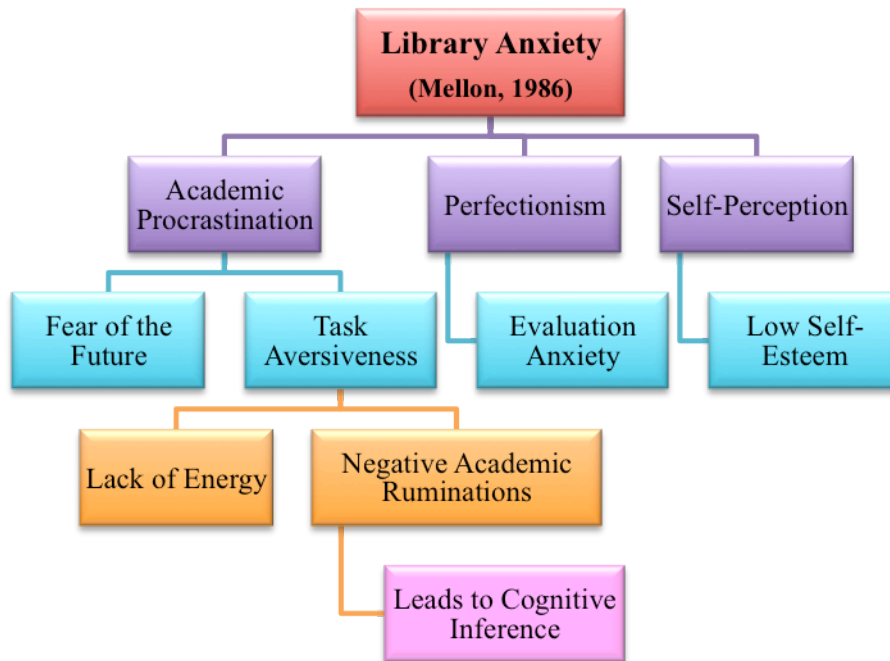 Library Anxiety
(Mellon, 1986)
Academic
Procrastination
Perfectionism
Self-Perception
Fear of the
Future
Task
Aversiveness
Evaluation
Anxiety
Low Self-
Esteem
Lack of Energy
Negative Academic
Ruminations
Leads to Cognitive
Inference